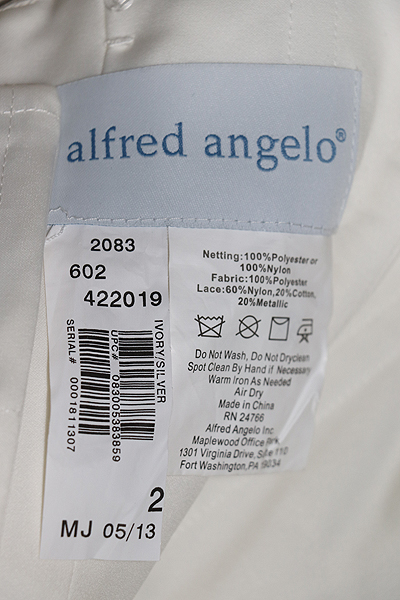 alfred angelo®
2083
602
422019
IVORY/SILVER
UPC# 083005383859
SERIAL# 0001811307
2
MJ 05/13
Netting:100%Polyester or
100%Nylon
Fabric:100%Polyester
Lace:60%Nylon,20%Cotton,
20%Metallic
Do Not Wash, Do Not Dryclean
Spot Clean By Hand if Necessary
Warm Iron As Needed
Air Dry
Made in China
RN 24766
Alfred Angelo Inc.
Maplewood Office Park
1301 Virginia Drive, Suite 110
Fort Washington,PA19034